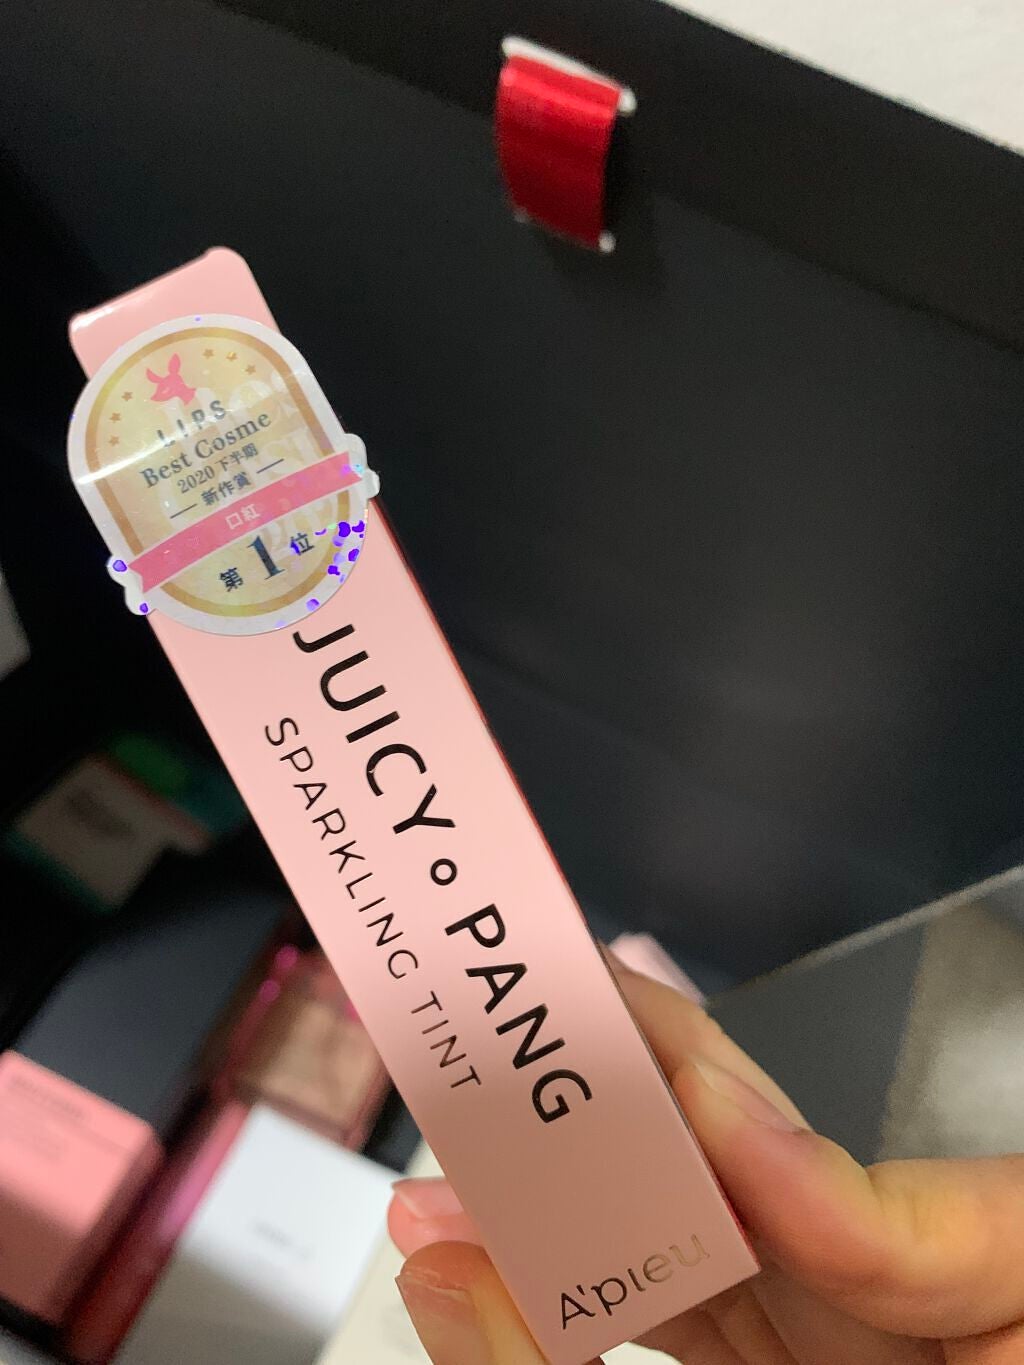 LIPS
Best Cosme
2020 下半期
新作賞
口紅
第1位
JUICY PANG
SPARKLING TINT
A'pieu